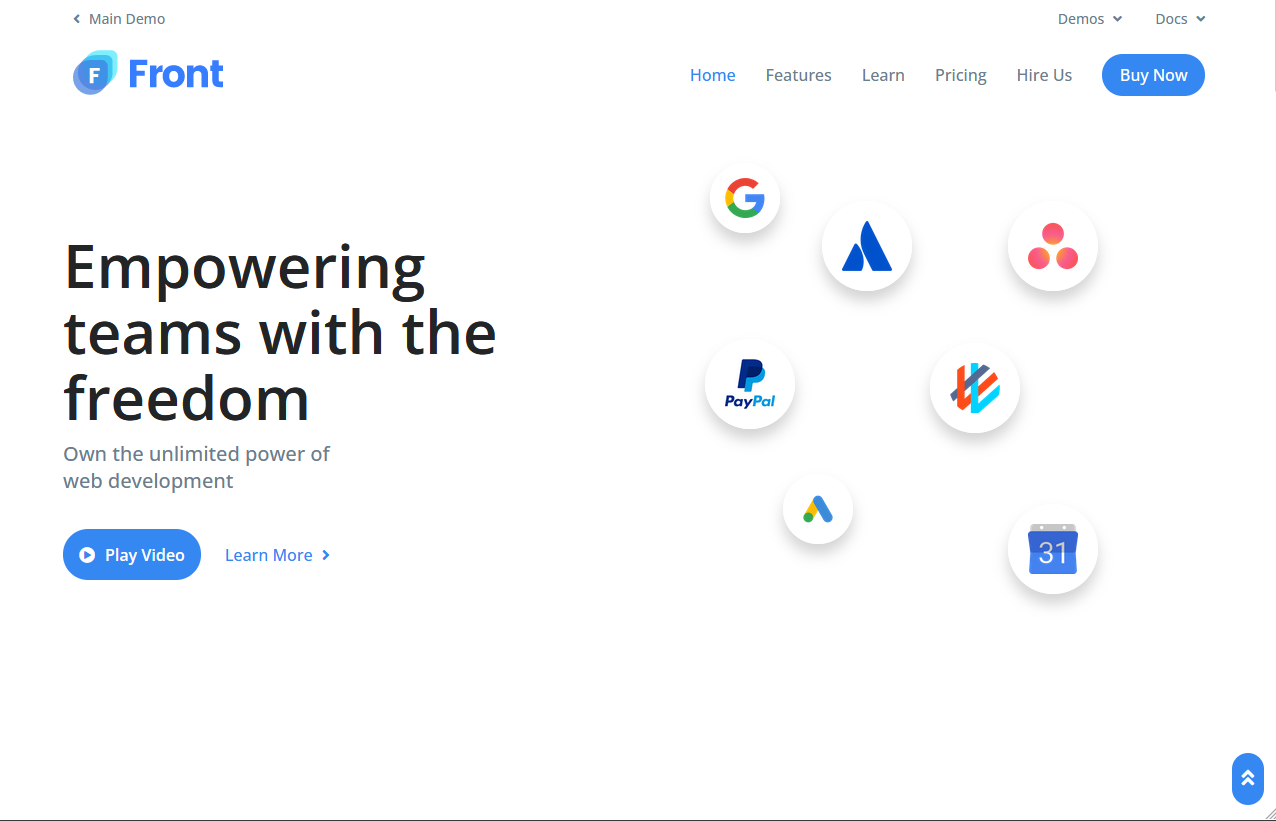 Main Demo
Demos
Docs
F Front
Home
Features
Learn
Pricing
Hire Us
Buy Now
Empowering
teams with the
freedom
Own the unlimited power of
web development
Play Video
Learn More
PayPal
31